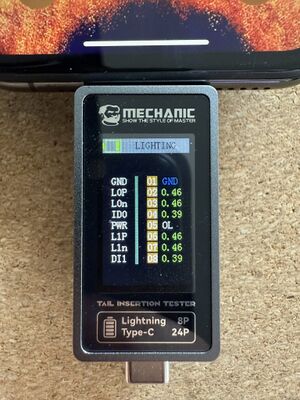 MECHANIC
SHOW THE STYLE OF MASTER
LIGHTING
GND 01 GND
L0P 02 0.46
L0n 03 0.46
ID0 04 0.39
PWR 05 OL
L1P 06 0.46
L1n 07 0.46
DI1 08 0.39
TAIL INSERTION TESTER
Lightning 8P
Type-C 24P